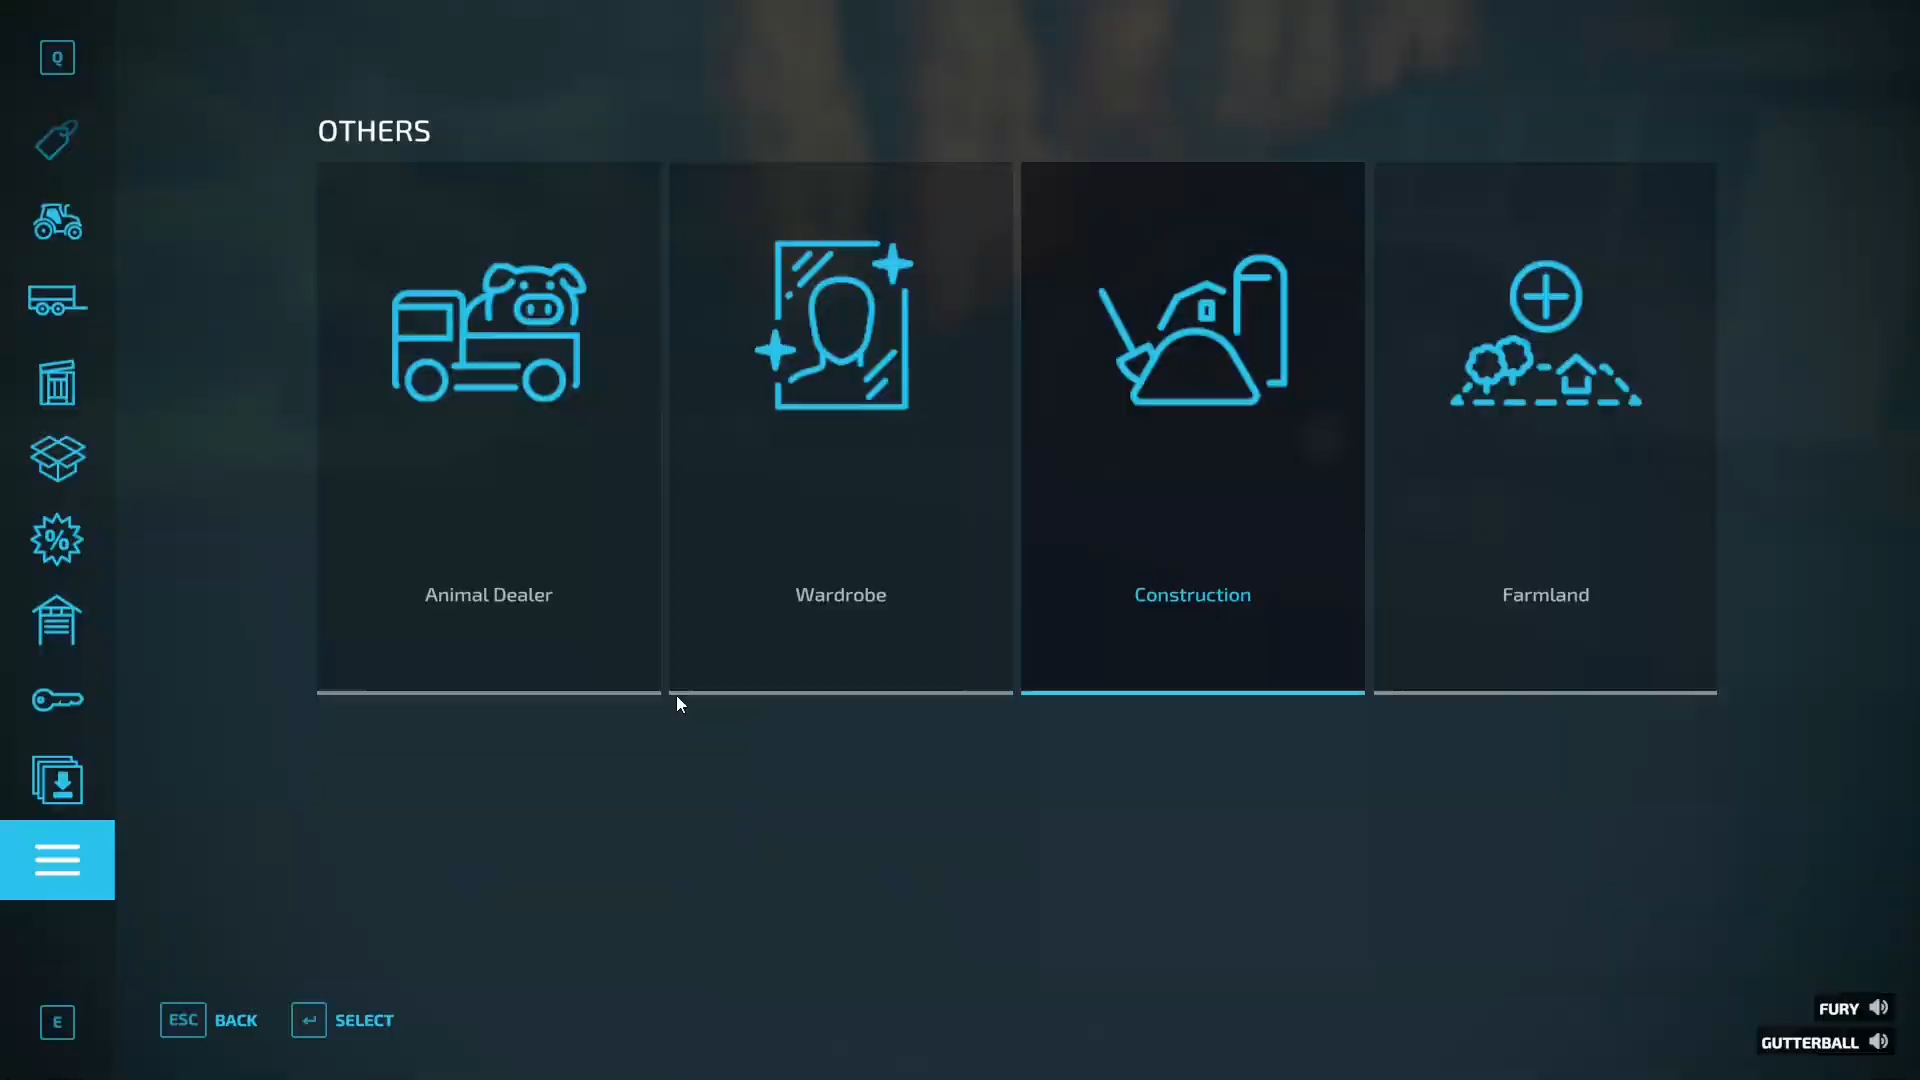 Q
OTHERS
%
Animal Dealer
Wardrobe
Construction
Farmland
E
ESC BACK
↵ SELECT
FURY
GUTTERBALL